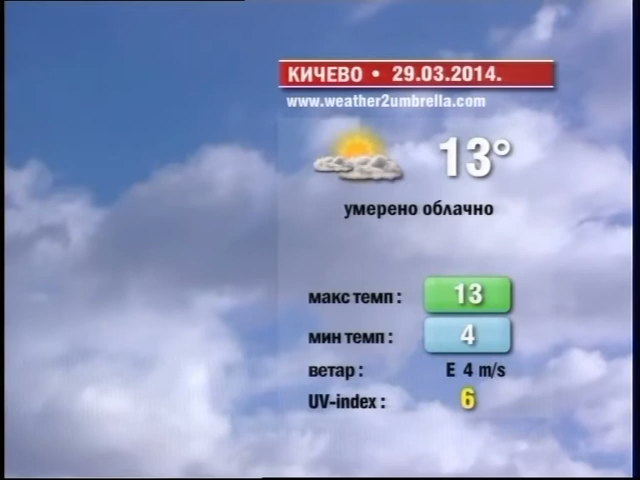 КИЧЕВО • 29.03.2014.
www.weather2umbrella.com
13°
умерено облачно
макс темп : 13
мин темп : 4
ветар : E 4 m/s
UV-index : 6